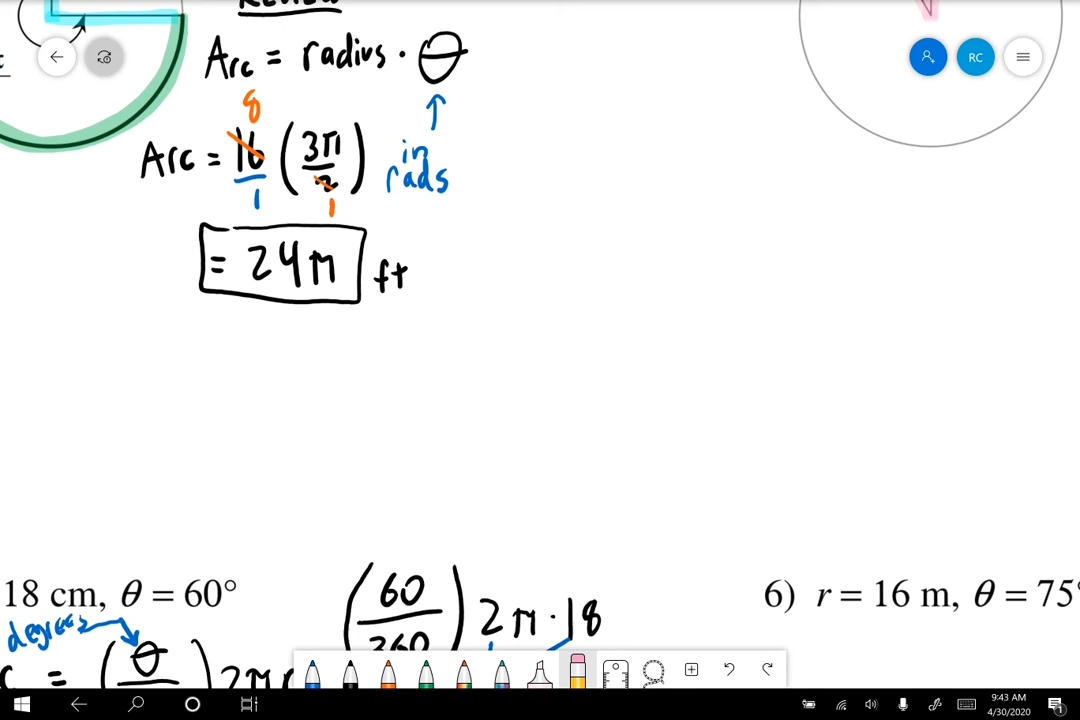 REVIEW
Arc = radius · θ
8
Arc = 16 ( 3π / 2 )
1
1
in
rads
= 24π ft
RC
18 cm, θ = 60°
degrees
= ( θ ) 2π
( 60 / 360 ) 2π · 18
6) r = 16 m, θ = 75°
9:43 AM
4/30/2020